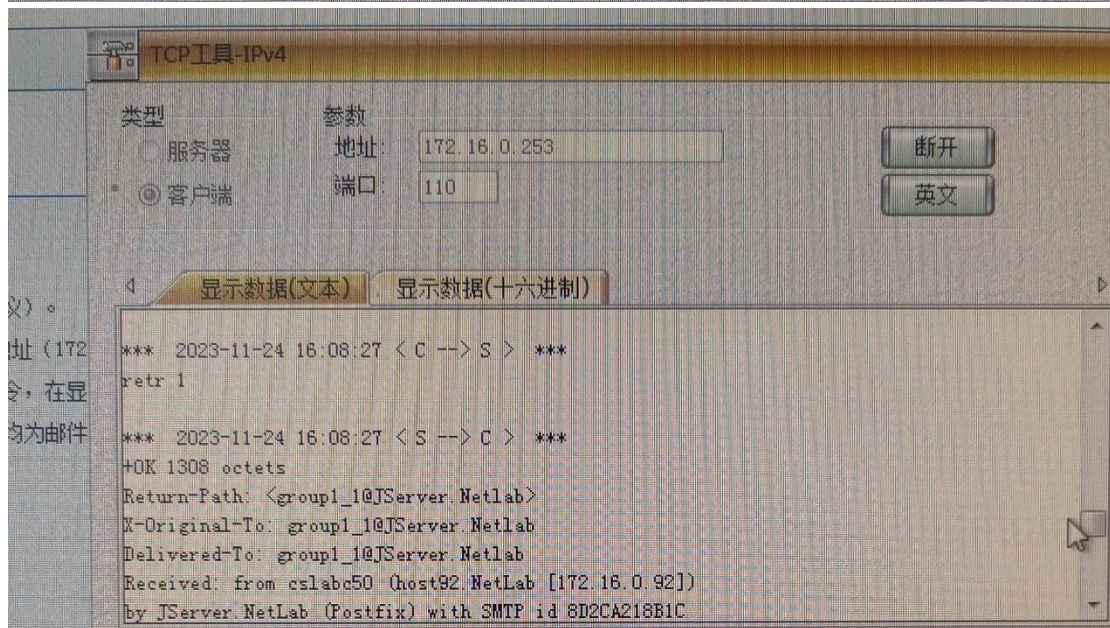 TCP工具-IPv4
类型
参数
服务器
地址:
172.16.0.253
断开
客户端
端口:
110
英文
显示数据(文本)
显示数据(十六进制)
议)。
址(172
令,在显
均为邮件
*** 2023-11-24 16:08:27 < C --> S > ***
retr 1
*** 2023-11-24 16:08:27 < S --> C > ***
+OK 1308 octets
Return-Path: <group1_1@JServer.Netlab>
X-Original-To: group1_1@JServer.Netlab
Delivered-To: group1_1@JServer.Netlab
Received: from cslabc50 (host92.NetLab [172.16.0.92])
by JServer.NetLab (Postfix) with SMTP id 8D2CA218B1C